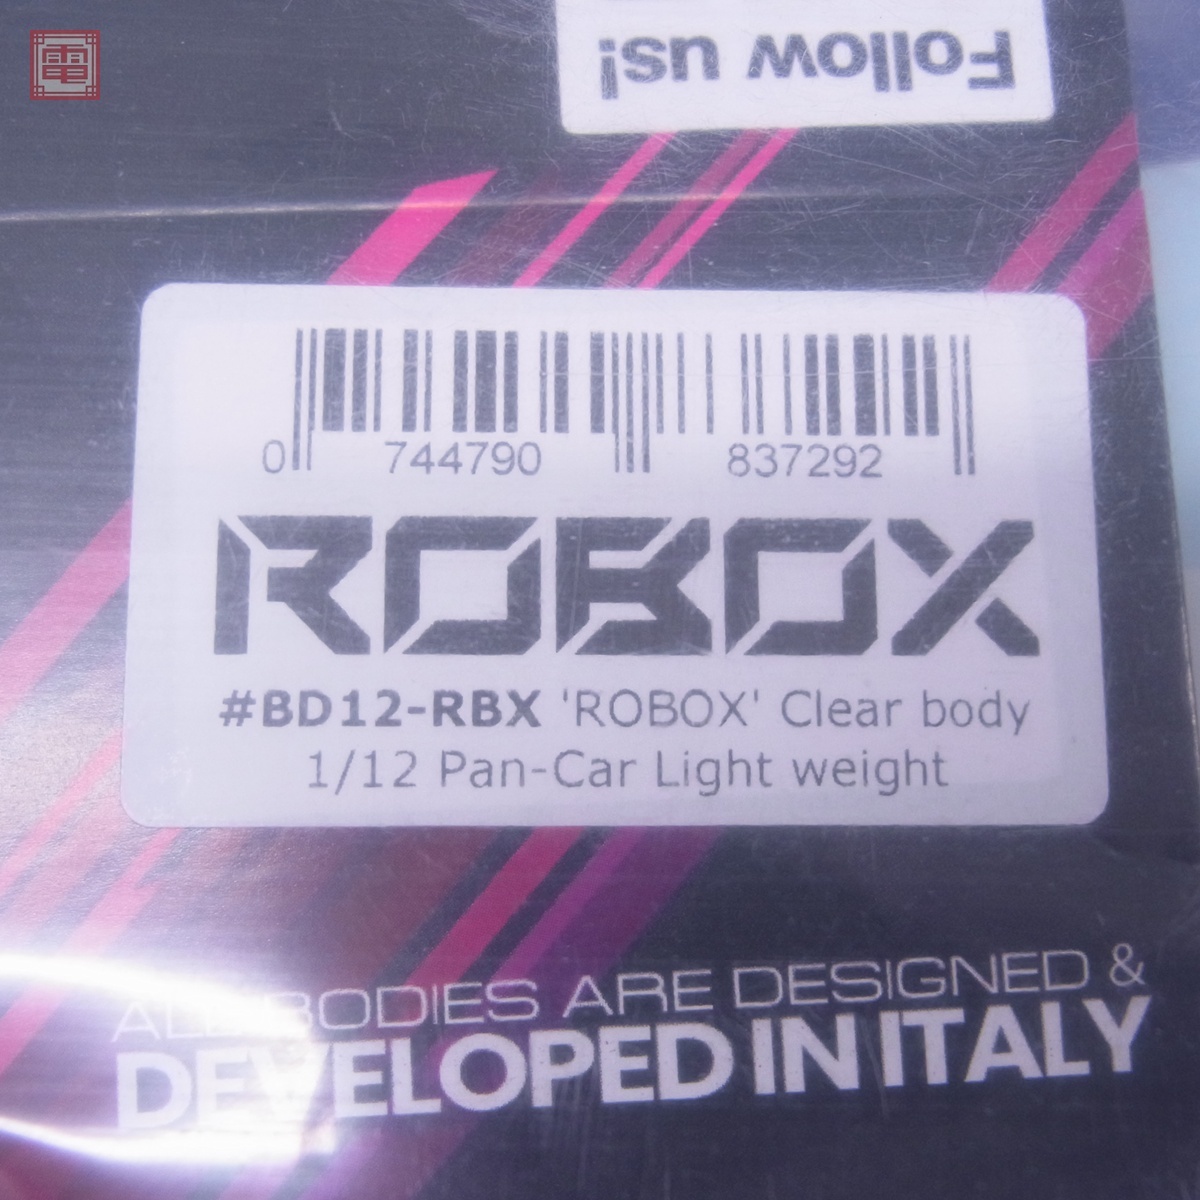 電
Follow us!
0 744790 837292
ROBOX
#BD12-RBX 'ROBOX' Clear body
1/12 Pan-Car Light weight
ALL BODIES ARE DESIGNED &
DEVELOPED IN ITALY